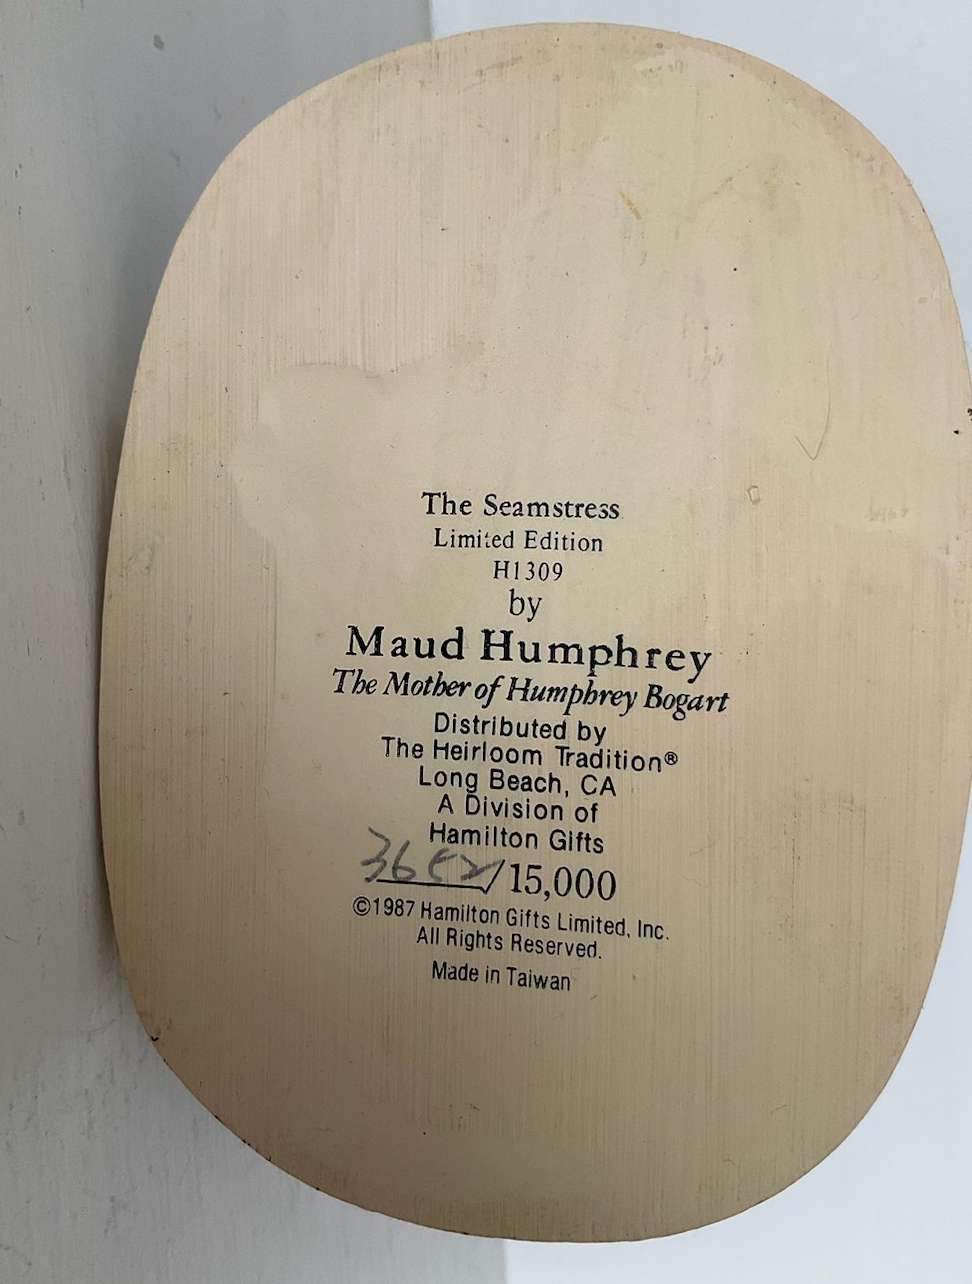 The Seamstress
Limited Edition
H1309
by
Maud Humphrey
The Mother of Humphrey Bogart
Distributed by
The Heirloom Tradition®
Long Beach, CA
A Division of
Hamilton Gifts
/15,000
©1987 Hamilton Gifts Limited, Inc.
All Rights Reserved.
Made in Taiwan